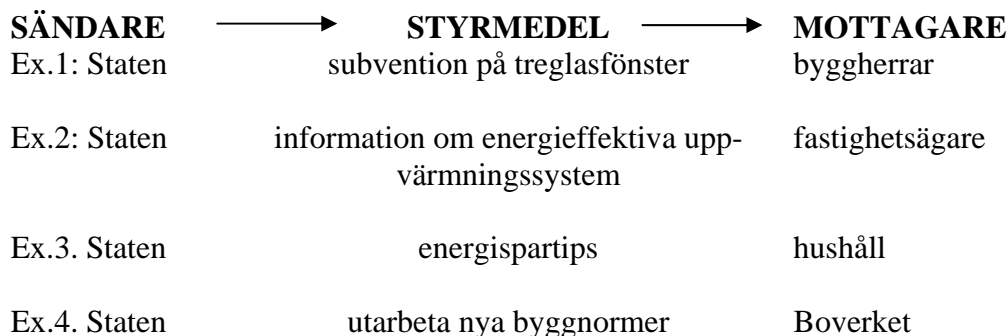 SÄNDARE STYRMEDEL MOTTAGARE
Ex.1: Staten subvention på treglasfönster byggherrar
Ex.2: Staten information om energieffektiva upp- fastighetsägare
värmningssystem
Ex.3. Staten energispartips hushåll
Ex.4. Staten utarbeta nya byggnormer Boverket